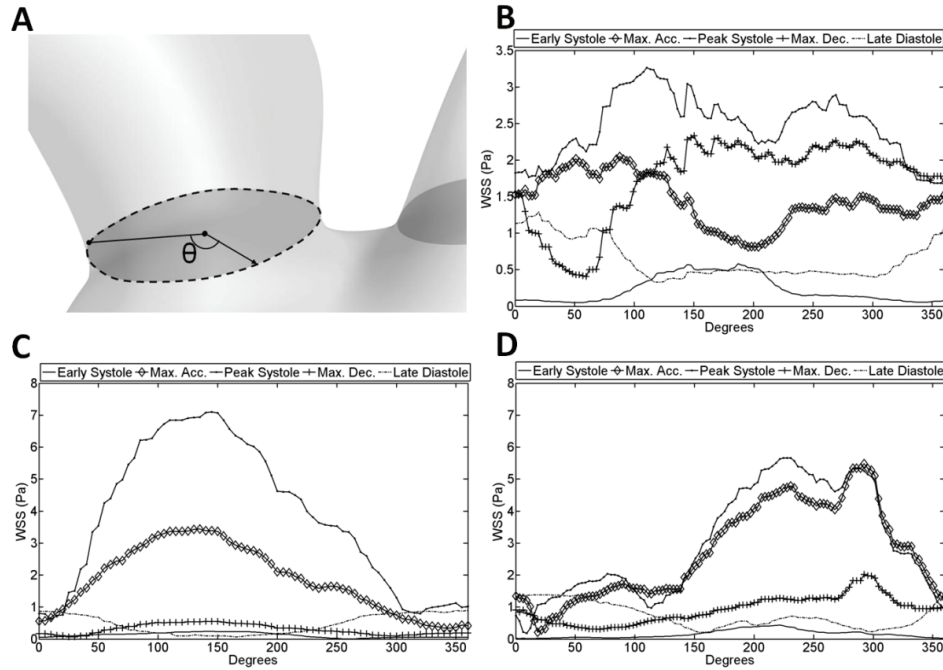 A
θ
B
Early Systole Max. Acc. Peak Systole Max. Dec. Late Diastole
3.5
3
2.5
2
1.5
1
0.5
0
WSS (Pa)
0 50 100 150 200 250 300 350
Degrees
C
Early Systole Max. Acc. Peak Systole Max. Dec. Late Diastole
8
7
6
5
4
3
2
1
0
WSS (Pa)
0 50 100 150 200 250 300 350
Degrees
D
Early Systole Max. Acc. Peak Systole Max. Dec. Late Diastole
8
7
6
5
4
3
2
1
0
WSS (Pa)
0 50 100 150 200 250 300 350
Degrees